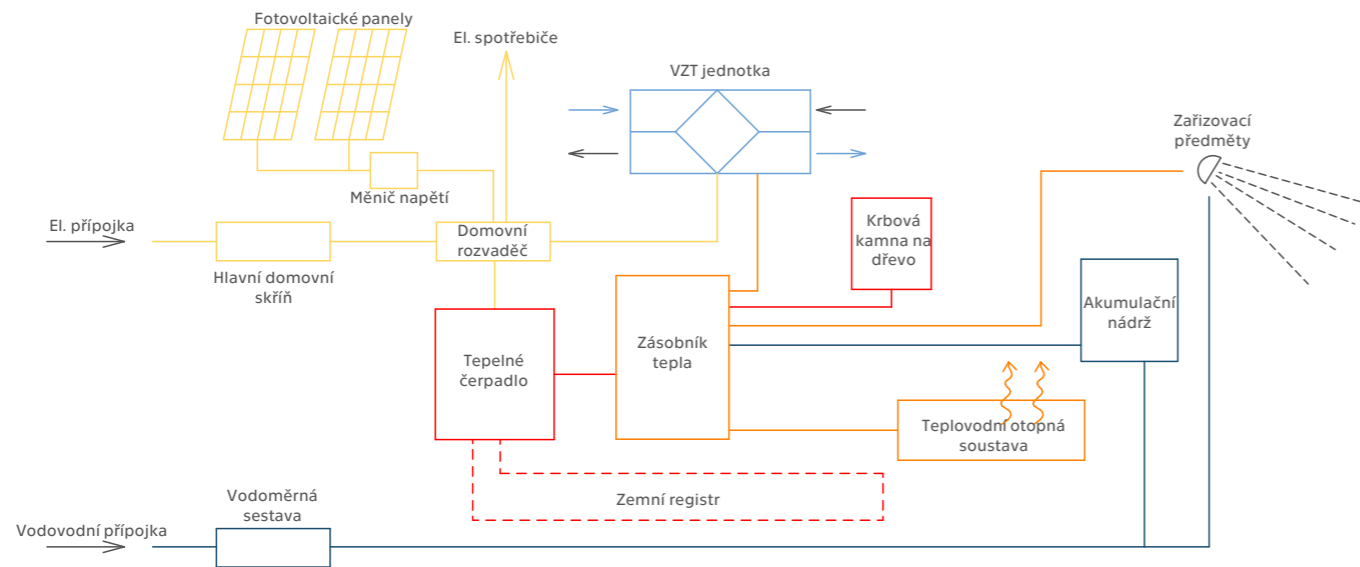 Fotovoltaické panely
El. spotřebiče
VZT jednotka
Zařizovací
předměty
Měnič napětí
El. přípojka
Domovní
rozvaděč
Krbová
kamna na
dřevo
Hlavní domovní
skříň
Akumulační
nádrž
Tepelné
čerpadlo
Zásobník
tepla
Teplovodní otopná
soustava
Zemní registr
Vodoměrná
sestava
Vodovodní přípojka